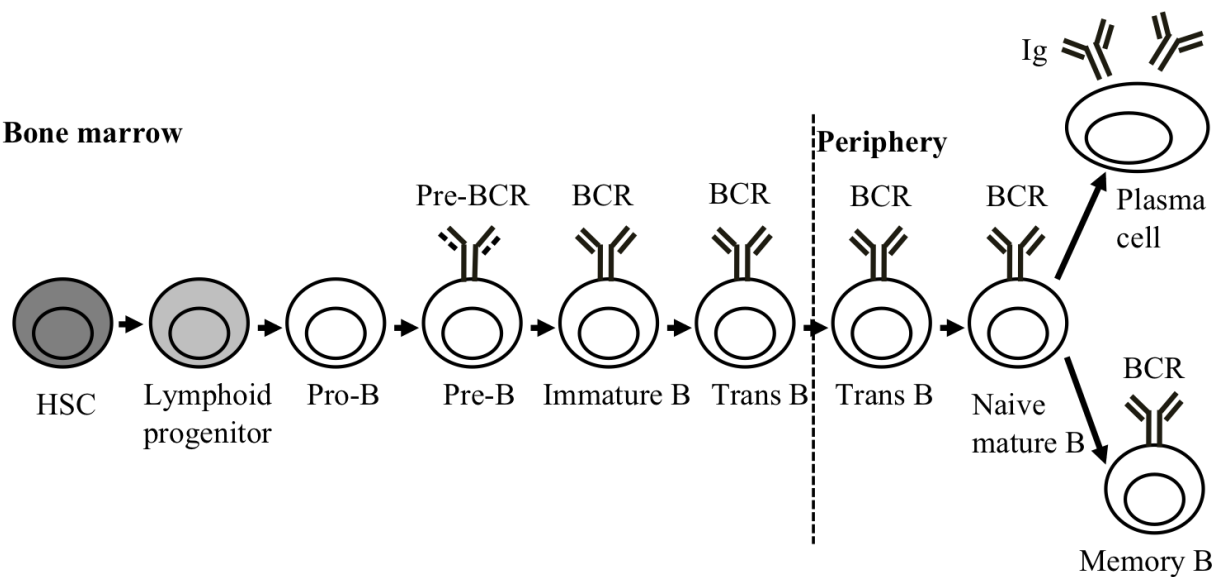 Ig
Bone marrow
Periphery
Pre-BCR
BCR
BCR
BCR
BCR
Plasma
cell
HSC
Lymphoid
progenitor
Pro-B
Pre-B
Immature B
Trans B
Trans B
Naive
mature B
BCR
Memory B